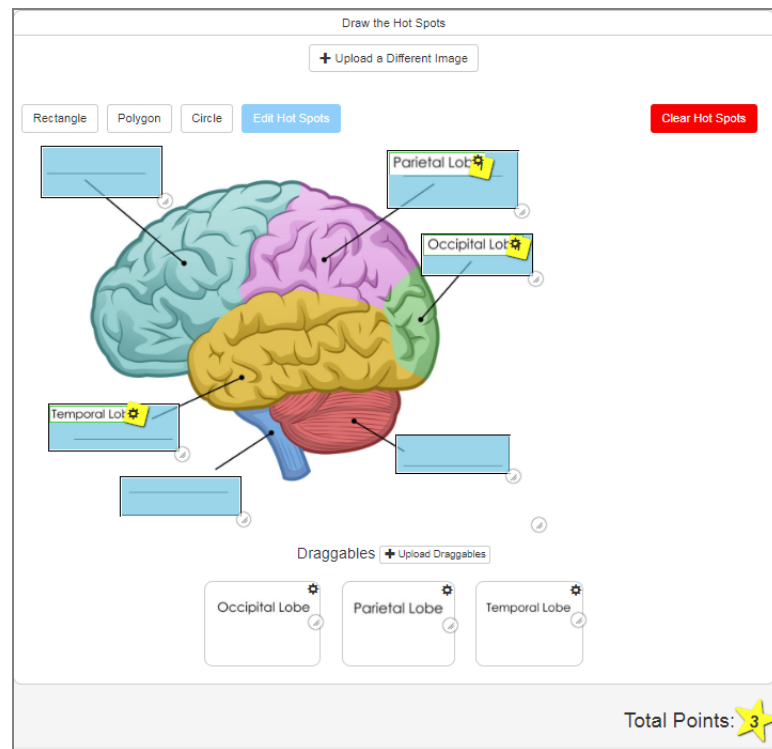 Draw the Hot Spots
+ Upload a Different Image
Rectangle Polygon Circle Edit Hot Spots Clear Hot Spots
Parietal Lob
Occipital Lob
Temporal Lob
Draggables + Upload Draggables
Occipital Lobe Parietal Lobe Temporal Lobe
Total Points: 3